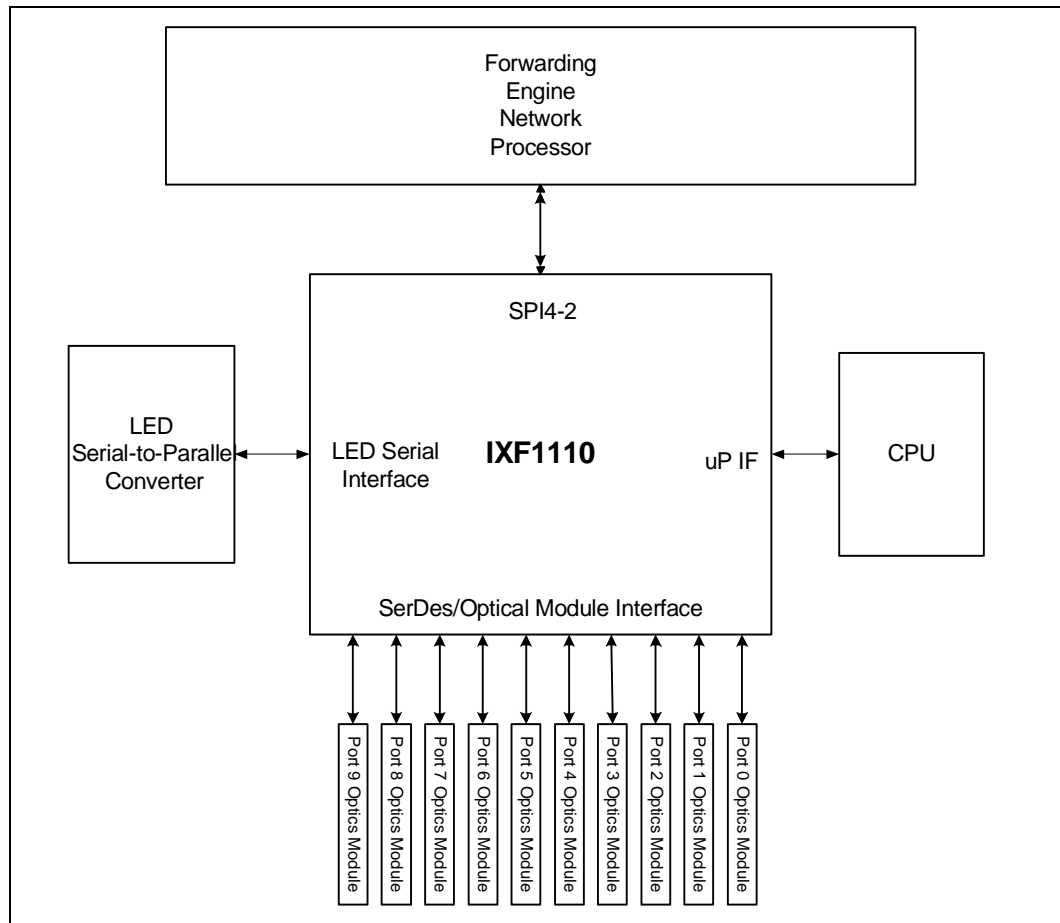 Forwarding
Engine
Network
Processor
SPI4-2
LED
Serial-to-Parallel
Converter
LED Serial
Interface
IXF1110
uP IF
CPU
SerDes/Optical Module Interface
Port 9 Optics Module
Port 8 Optics Module
Port 7 Optics Module
Port 6 Optics Module
Port 5 Optics Module
Port 4 Optics Module
Port 3 Optics Module
Port 2 Optics Module
Port 1 Optics Module
Port 0 Optics Module